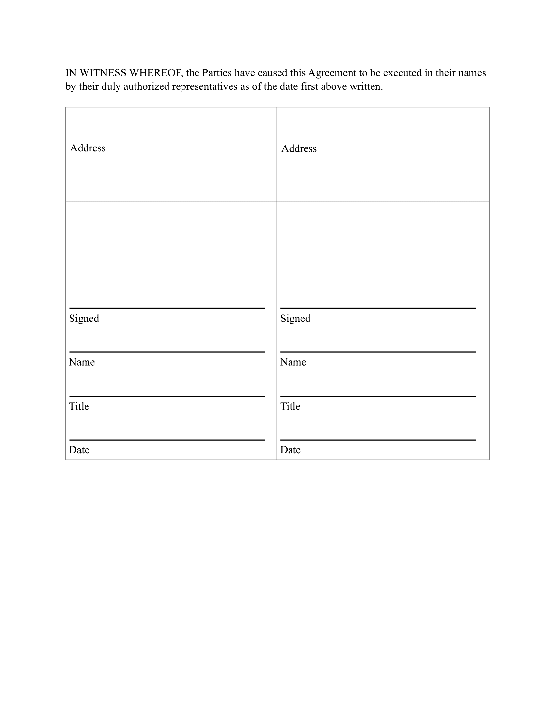 IN WITNESS WHEREOF, the Parties have caused this Agreement to be executed in their names
by their duly authorized representatives as of the date first above written.
Address
Address
Signed
Signed
Name
Name
Title
Title
Date
Date